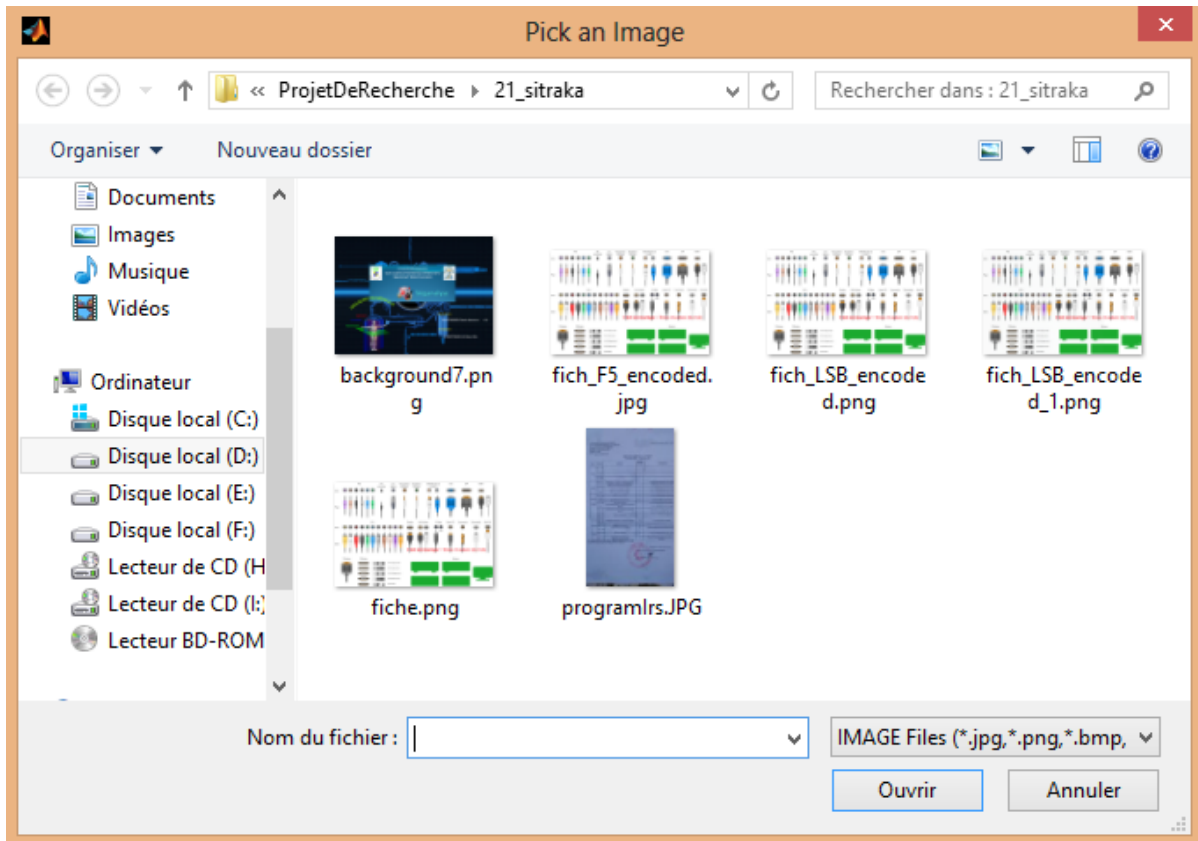 Pick an Image
« ProjetDeRecherche 21_sitraka
Rechercher dans : 21_sitraka
Organiser
Nouveau dossier
Documents
Images
Musique
Vidéos
Ordinateur
Disque local (C:)
Disque local (D:)
Disque local (E:)
Disque local (F:)
Lecteur de CD (H
Lecteur de CD (I:)
Lecteur BD-ROM
background7.pn
g
fich_F5_encoded.
jpg
fich_LSB_encode
d.png
fich_LSB_encode
d_1.png
fiche.png
programlrs.JPG
Nom du fichier :
IMAGE Files (*.jpg,*.png,*.bmp,
Ouvrir
Annuler